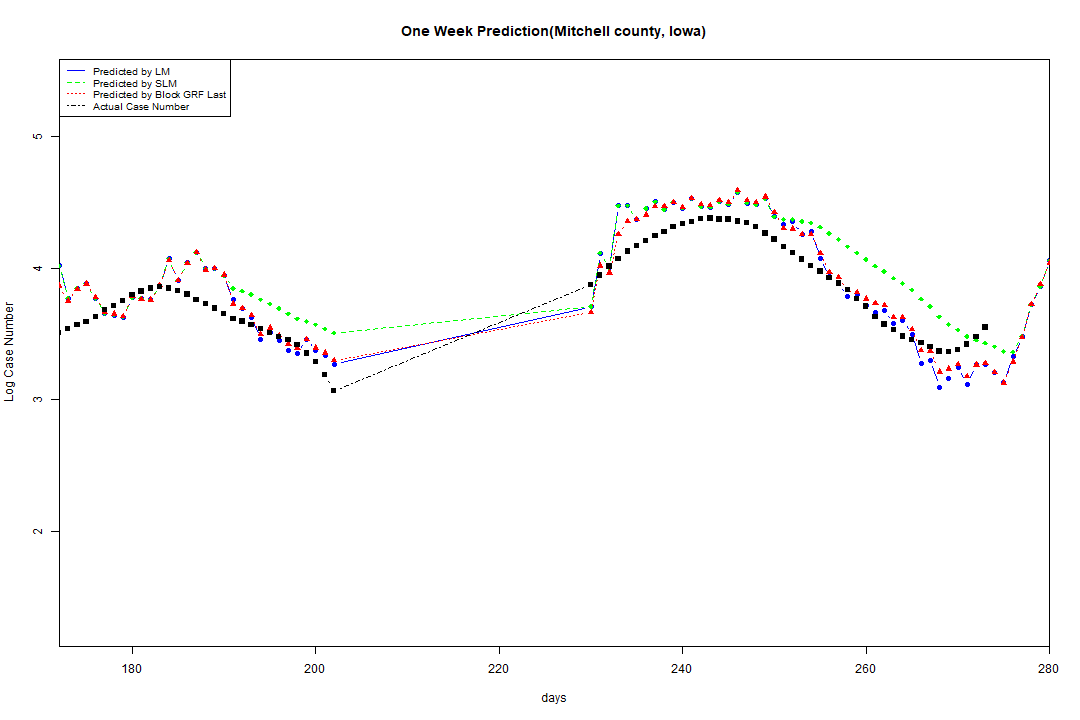 One Week Prediction(Mitchell county, Iowa)
Predicted by LM
Predicted by SLM
Predicted by Block GRF Last
Actual Case Number
5
4
3
2
Log Case Number
180 200 220 240 260 280
days